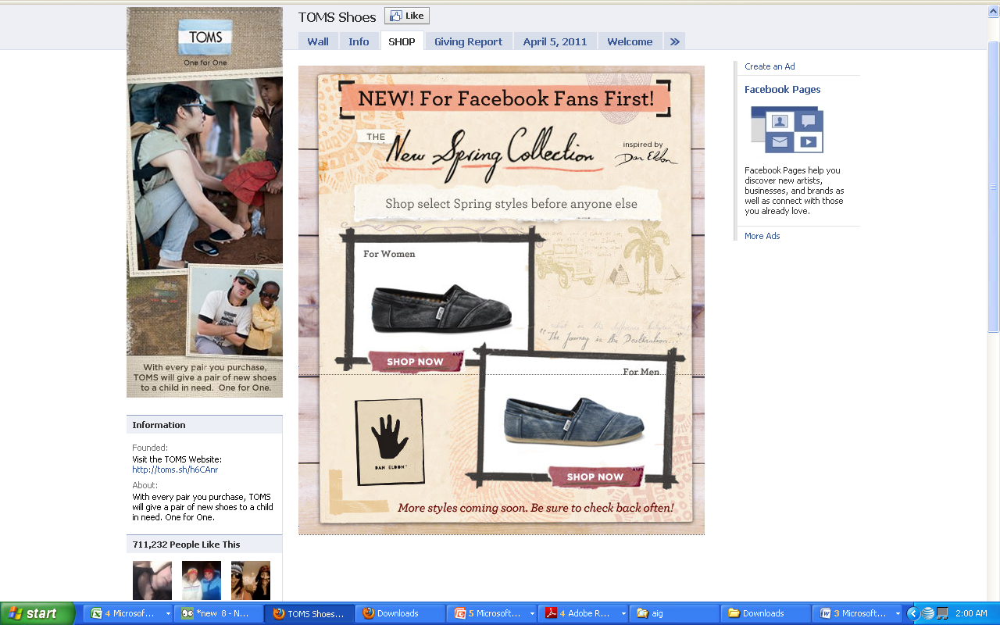 TOMS Shoes
Like
Wall Info SHOP Giving Report April 5, 2011 Welcome »
TOMS
One for One
With every pair you purchase,
TOMS will give a pair of new shoes
to a child in need. One for One.
Information
Founded:
Visit the TOMS Website:
http://toms.sh/h6CAnr
About:
With every pair you purchase, TOMS
will give a pair of new shoes to a child
in need. One for One.
711,232 People Like This
NEW! For Facebook Fans First!
THE
New Spring Collection
inspired by
Dan Eldon
Shop select Spring styles before anyone else
For Women
SHOP NOW
"The Journey is the Destination..."
For Men
SHOP NOW
DAN ELDON
More styles coming soon. Be sure to check back often!
Create an Ad
Facebook Pages
Facebook Pages help you
discover new artists,
businesses, and brands as
well as connect with those
you already love.
More Ads
start
4 Microsof...
*new 8 - N...
TOMS Shoes...
Downloads
5 Microsoft...
4 Adobe R...
aig
Downloads
3 Microsoft...
2:00 AM